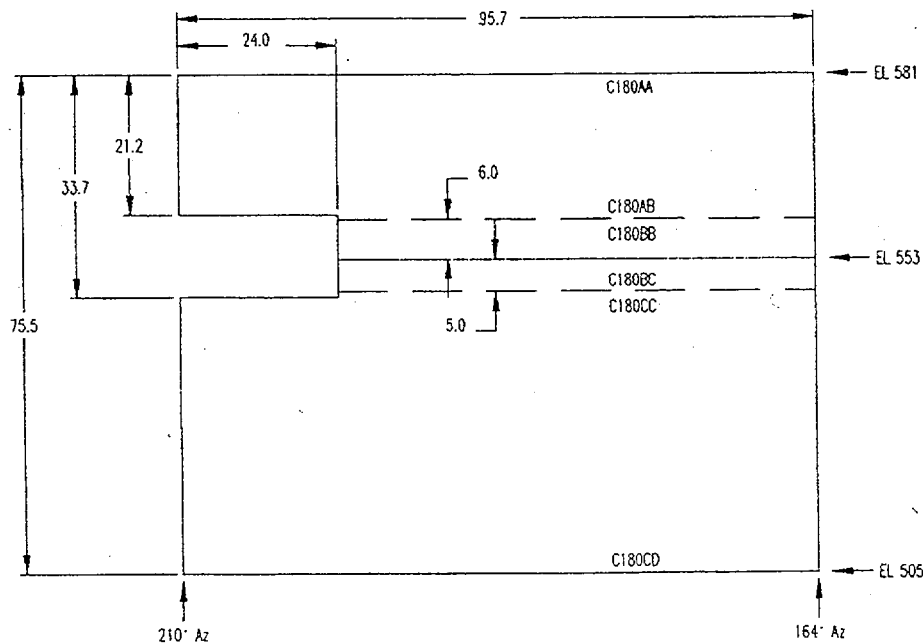 95.7
24.0
EL 581
C180AA
21.2
6.0
33.7
C180AB
C180BB
EL 553
C180BC
C180CC
75.5
5.0
C180CD
EL 505
210° Az
164° Az